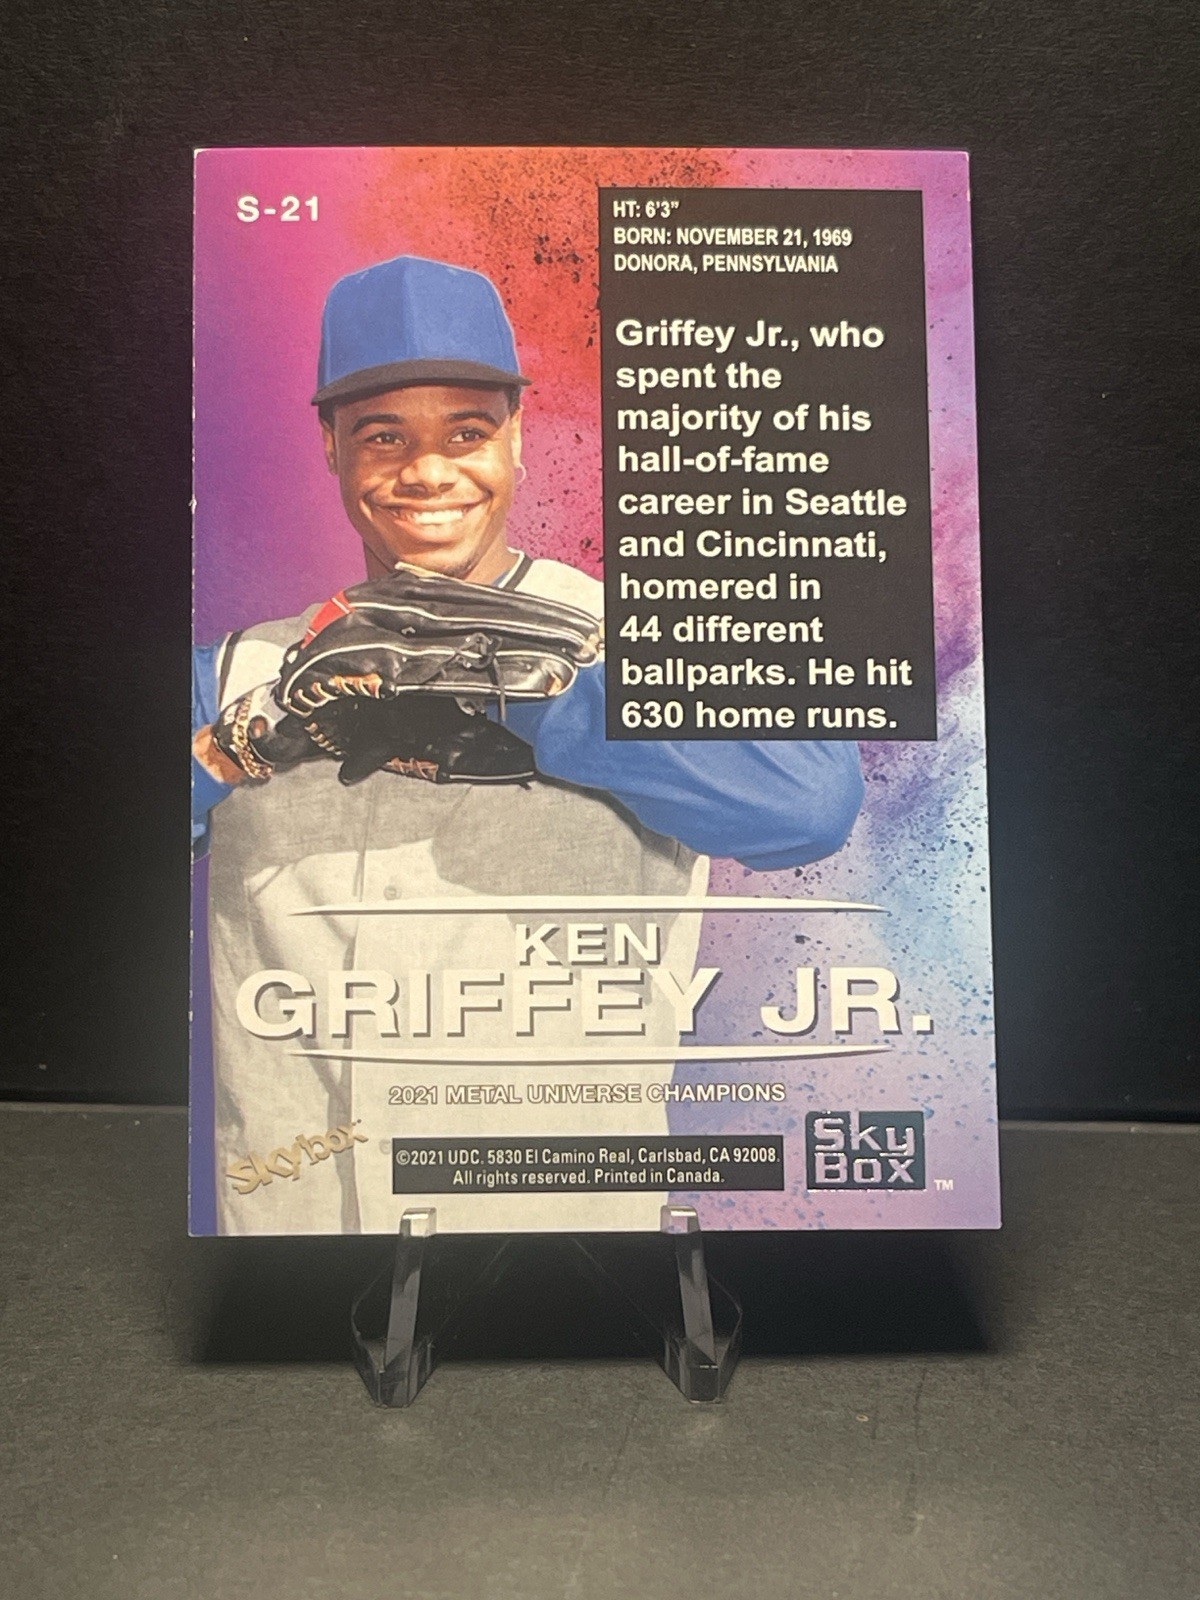 S-21
HT: 6'3"
BORN: NOVEMBER 21, 1969
DONORA, PENNSYLVANIA
Griffey Jr., who
spent the
majority of his
hall-of-fame
career in Seattle
and Cincinnati,
homered in
44 different
ballparks. He hit
630 home runs.
KEN
GRIFFEY JR.
2021 METAL UNIVERSE CHAMPIONS
skybox
©2021 UDC. 5830 El Camino Real, Carlsbad, CA 92008.
All rights reserved. Printed in Canada.
Sky
Box
TM